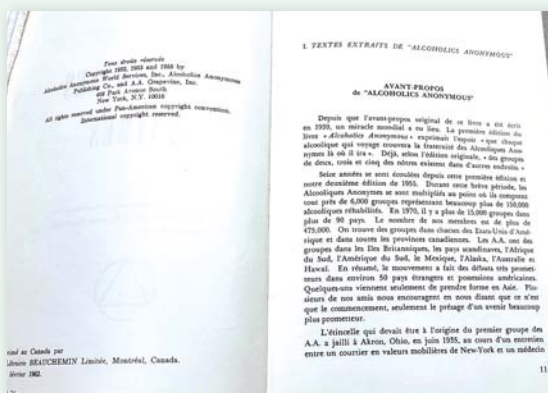 Tous droits réservés
Copyright 1952, 1953 and 1958 by
Alcoholics Anonymous World Services, Inc., Alcoholics Anonymous
Publishing Co., and A.A. Grapevine, Inc.
468 Park Avenue South
New York, N.Y. 10016
All rights reserved under Pan-American copyright convention.
International copyright reserved.
au Canada par
BEAUCHEMIN Limitée, Montréal, Canada.
février 1962.
I. TEXTES EXTRAITS DE "ALCOHOLICS ANONYMOUS"
AVANT-PROPOS
de "ALCOHOLICS ANONYMOUS"
Depuis que l'avant-propos original de ce livre a été écrit
en 1939, un miracle mondial a eu lieu. La première édition du
livre «Alcoholics Anonymous» exprimait l'espoir «que chaque
alcoolique qui voyage trouvera la fraternité des Alcooliques Ano-
nymes là où il ira». Déjà, selon l'édition originale, «des groupes
de deux, trois et cinq des nôtres existent dans d'autres endroits.»
Seize années se sont écoulées depuis cette première édition et
notre deuxième édition de 1955. Durant cette brève période, les
Alcooliques Anonymes se sont multipliés au point où ils comptent
tout près de 6,000 groupes représentant beaucoup plus de 150,000
alcooliques réhabilités. En 1970, il y a plus de 15,000 groupes dans
plus de 90 pays. Le nombre de nos membres est de plus de
475,000. On trouve des groupes dans chacun des Etats-Unis d'Amé-
rique et dans toutes les provinces canadiennes. Les A.A. ont des
groupes dans les Iles Britanniques, les pays scandinaves, l'Afrique
du Sud, l'Amérique du Sud, le Mexique, l'Alaska, l'Australie et
Hawaï. En résumé, le mouvement a fait des débuts très promet-
teurs dans environ 50 pays étrangers et possessions américaines.
Quelques-uns viennent seulement de prendre forme en Asie. Plu-
sieurs de nos amis nous encouragent en nous disant que ce n'est
que le commencement, seulement le présage d'un avenir beaucoup
plus prometteur.
L'étincelle qui devait être à l'origine du premier groupe des
A.A. a jailli à Akron, Ohio, en juin 1935, au cours d'un entretien
entre un courtier en valeurs mobilières de New-York et un médecin
11